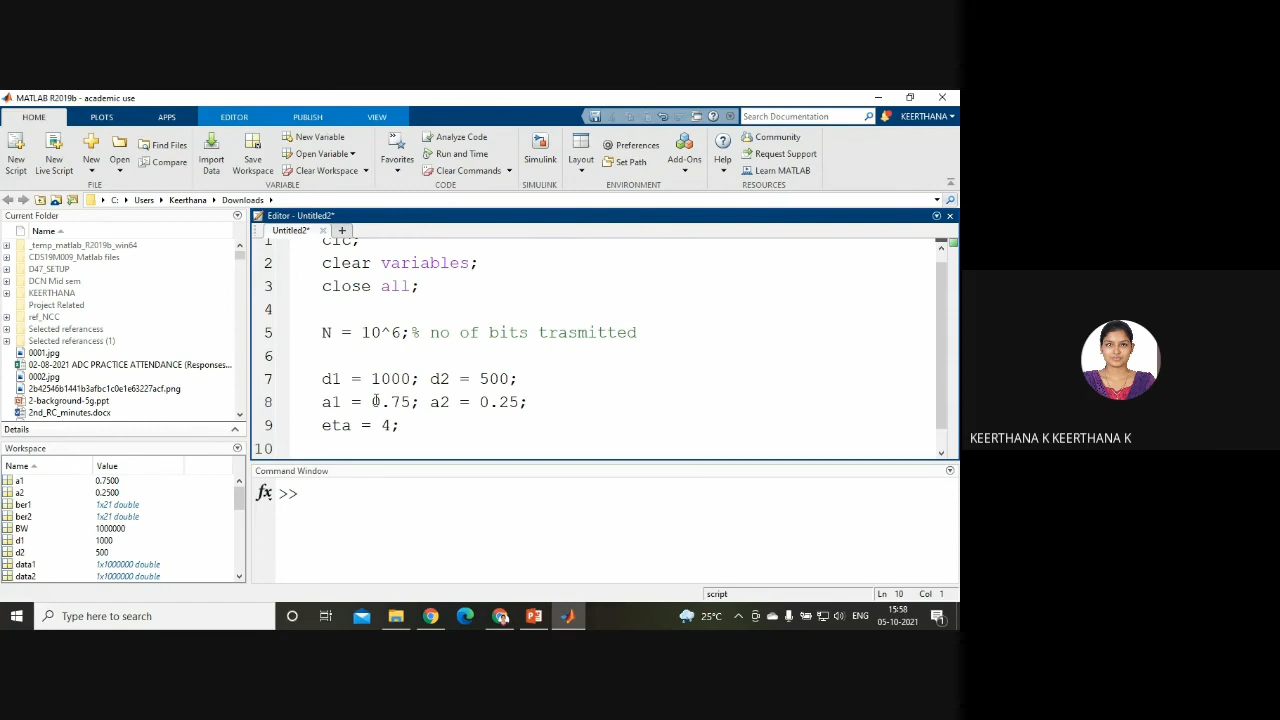 MATLAB R2019b - academic use
HOME PLOTS APPS EDITOR PUBLISH VIEW Search Documentation KEERTHANA
New Script
New Live Script
New
Open
Find Files
Compare
FILE
Import Data
Save Workspace
New Variable
Open Variable
Clear Workspace
VARIABLE
Favorites
Analyze Code
Run and Time
Clear Commands
CODE
Simulink
SIMULINK
Layout
Preferences
Set Path
Add-Ons
ENVIRONMENT
Help
Community
Request Support
Learn MATLAB
RESOURCES
C: Users Keerthana Downloads
Current Folder
Name
_temp_matlab_R2019b_win64
CDS19M009_Matlab files
D47_SETUP
DCN Mid sem
KEERTHANA
Project Related
ref_NCC
Selected referancess
Selected referancess (1)
0001.jpg
02-08-2021 ADC PRACTICE ATTENDANCE (Responses...
0002.jpg
2b42546b1441b3afbc1c0e1e63227acf.png
2-background-5g.ppt
2nd_RC_minutes.docx
Details
Workspace
Name Value
a1 0.7500
a2 0.2500
ber1 1x21 double
ber2 1x21 double
BW 1000000
d1 1000
d2 500
data1 1x1000000 double
data2 1x1000000 double
Editor - Untitled2*
Untitled2*
1 clc;
2 clear variables;
3 close all;
4
5 N = 10^6;% no of bits trasmitted
6
7 d1 = 1000; d2 = 500;
8 a1 = 0.75; a2 = 0.25;
9 eta = 4;
10
Command Window
fx >>
script Ln 10 Col 1
Type here to search
25°C ENG 15:58
05-10-2021
1
KEERTHANA K KEERTHANA K